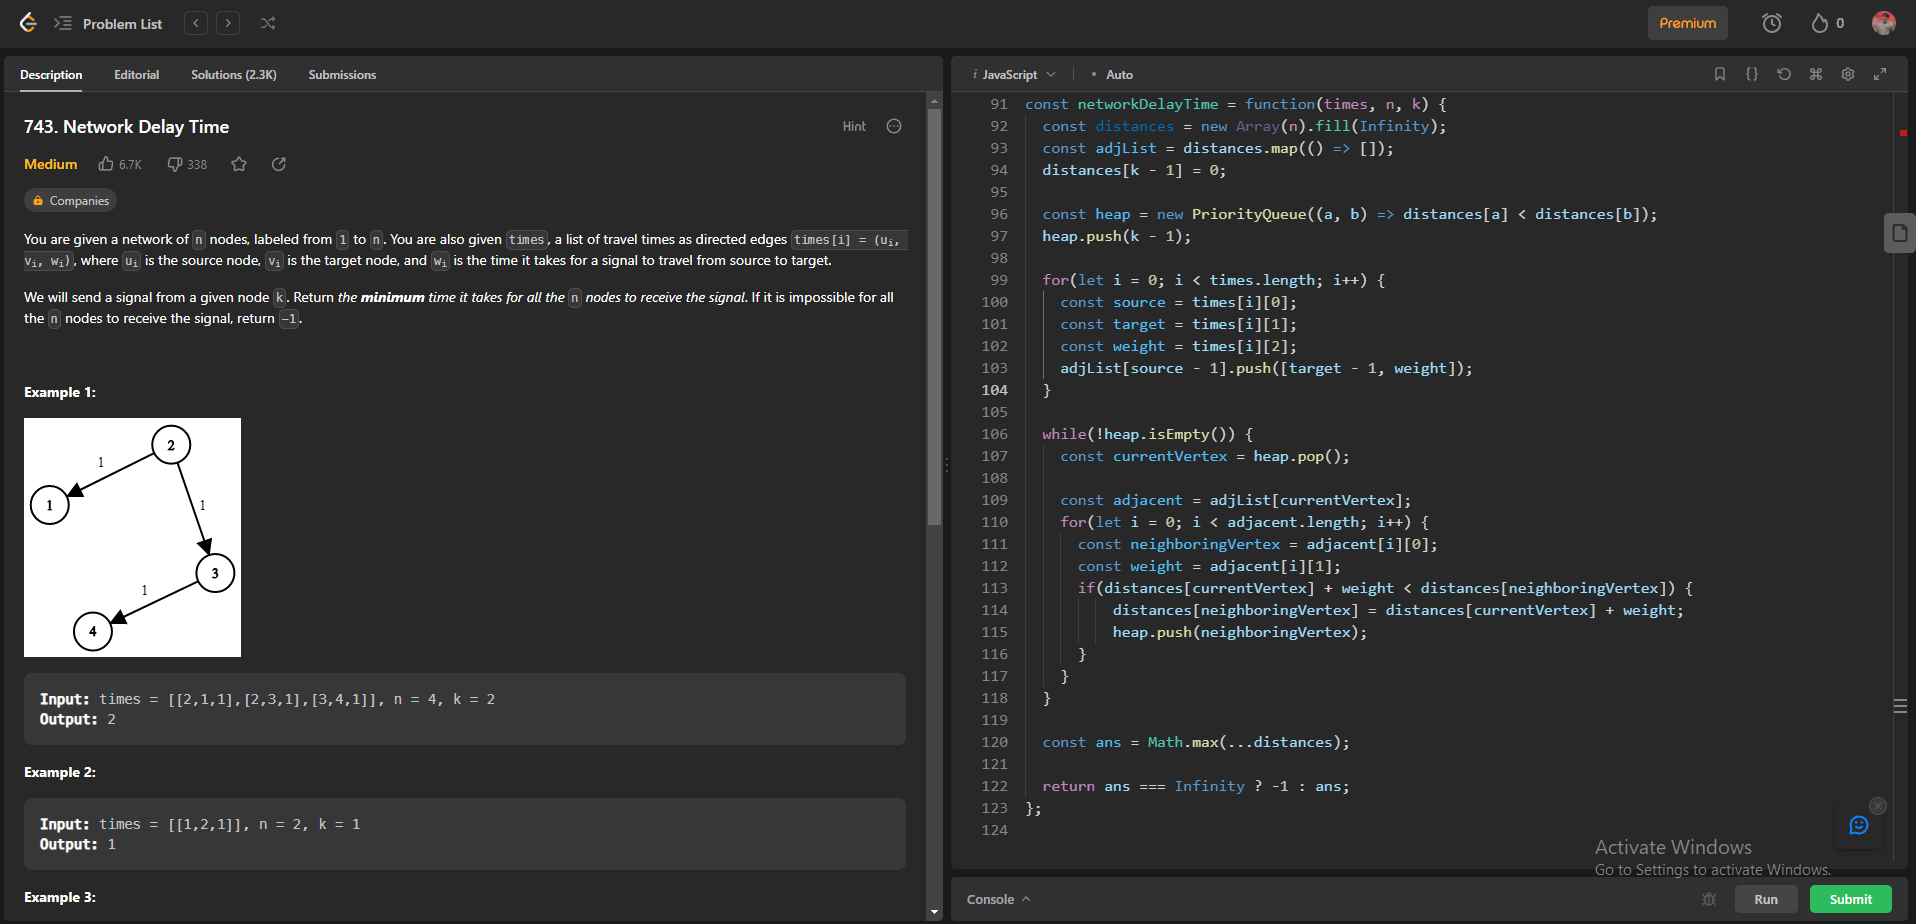 Problem List
Premium
0
Description Editorial Solutions (2.3K) Submissions
743. Network Delay Time
Hint
Medium 6.7K 338
Companies
You are given a network of n nodes, labeled from 1 to n. You are also given times, a list of travel times as directed edges times[i] = (ui,
vi, wi), where ui is the source node, vi is the target node, and wi is the time it takes for a signal to travel from source to target.
We will send a signal from a given node k. Return the minimum time it takes for all the n nodes to receive the signal. If it is impossible for all
the n nodes to receive the signal, return -1.
Example 1:
2
1
1
1
3
1
4
Input: times = [[2,1,1],[2,3,1],[3,4,1]], n = 4, k = 2
Output: 2
Example 2:
Input: times = [[1,2,1]], n = 2, k = 1
Output: 1
Example 3:
i JavaScript • Auto
91 const networkDelayTime = function(times, n, k) {
92 const distances = new Array(n).fill(Infinity);
93 const adjList = distances.map(() => []);
94 distances[k - 1] = 0;
95
96 const heap = new PriorityQueue((a, b) => distances[a] < distances[b]);
97 heap.push(k - 1);
98
99 for(let i = 0; i < times.length; i++) {
100 const source = times[i][0];
101 const target = times[i][1];
102 const weight = times[i][2];
103 adjList[source - 1].push([target - 1, weight]);
104 }
105
106 while(!heap.isEmpty()) {
107 const currentVertex = heap.pop();
108
109 const adjacent = adjList[currentVertex];
110 for(let i = 0; i < adjacent.length; i++) {
111 const neighboringVertex = adjacent[i][0];
112 const weight = adjacent[i][1];
113 if(distances[currentVertex] + weight < distances[neighboringVertex]) {
114 distances[neighboringVertex] = distances[currentVertex] + weight;
115 heap.push(neighboringVertex);
116 }
117 }
118 }
119
120 const ans = Math.max(...distances);
121
122 return ans === Infinity ? -1 : ans;
123 };
124
Activate Windows
Go to Settings to activate Windows.
Console Run Submit